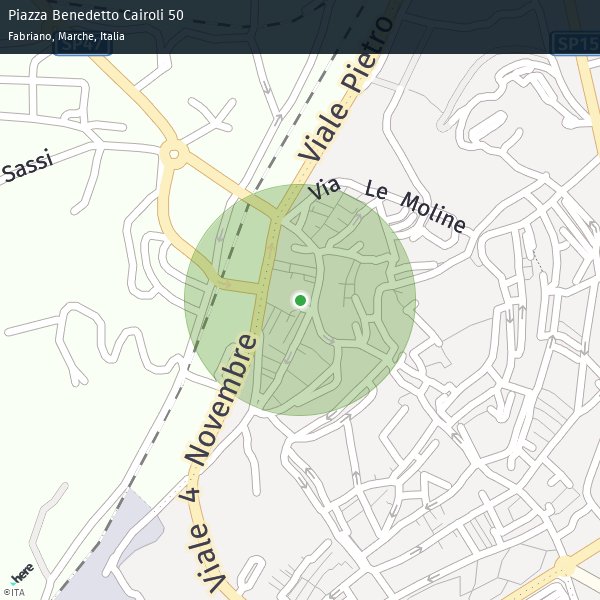 Piazza Benedetto Cairoli 50
Fabriano, Marche, Italia
SP47
SP15
Viale Pietro
Sassi
Via Le Moline
Viale 4 Novembre
here
©ITA